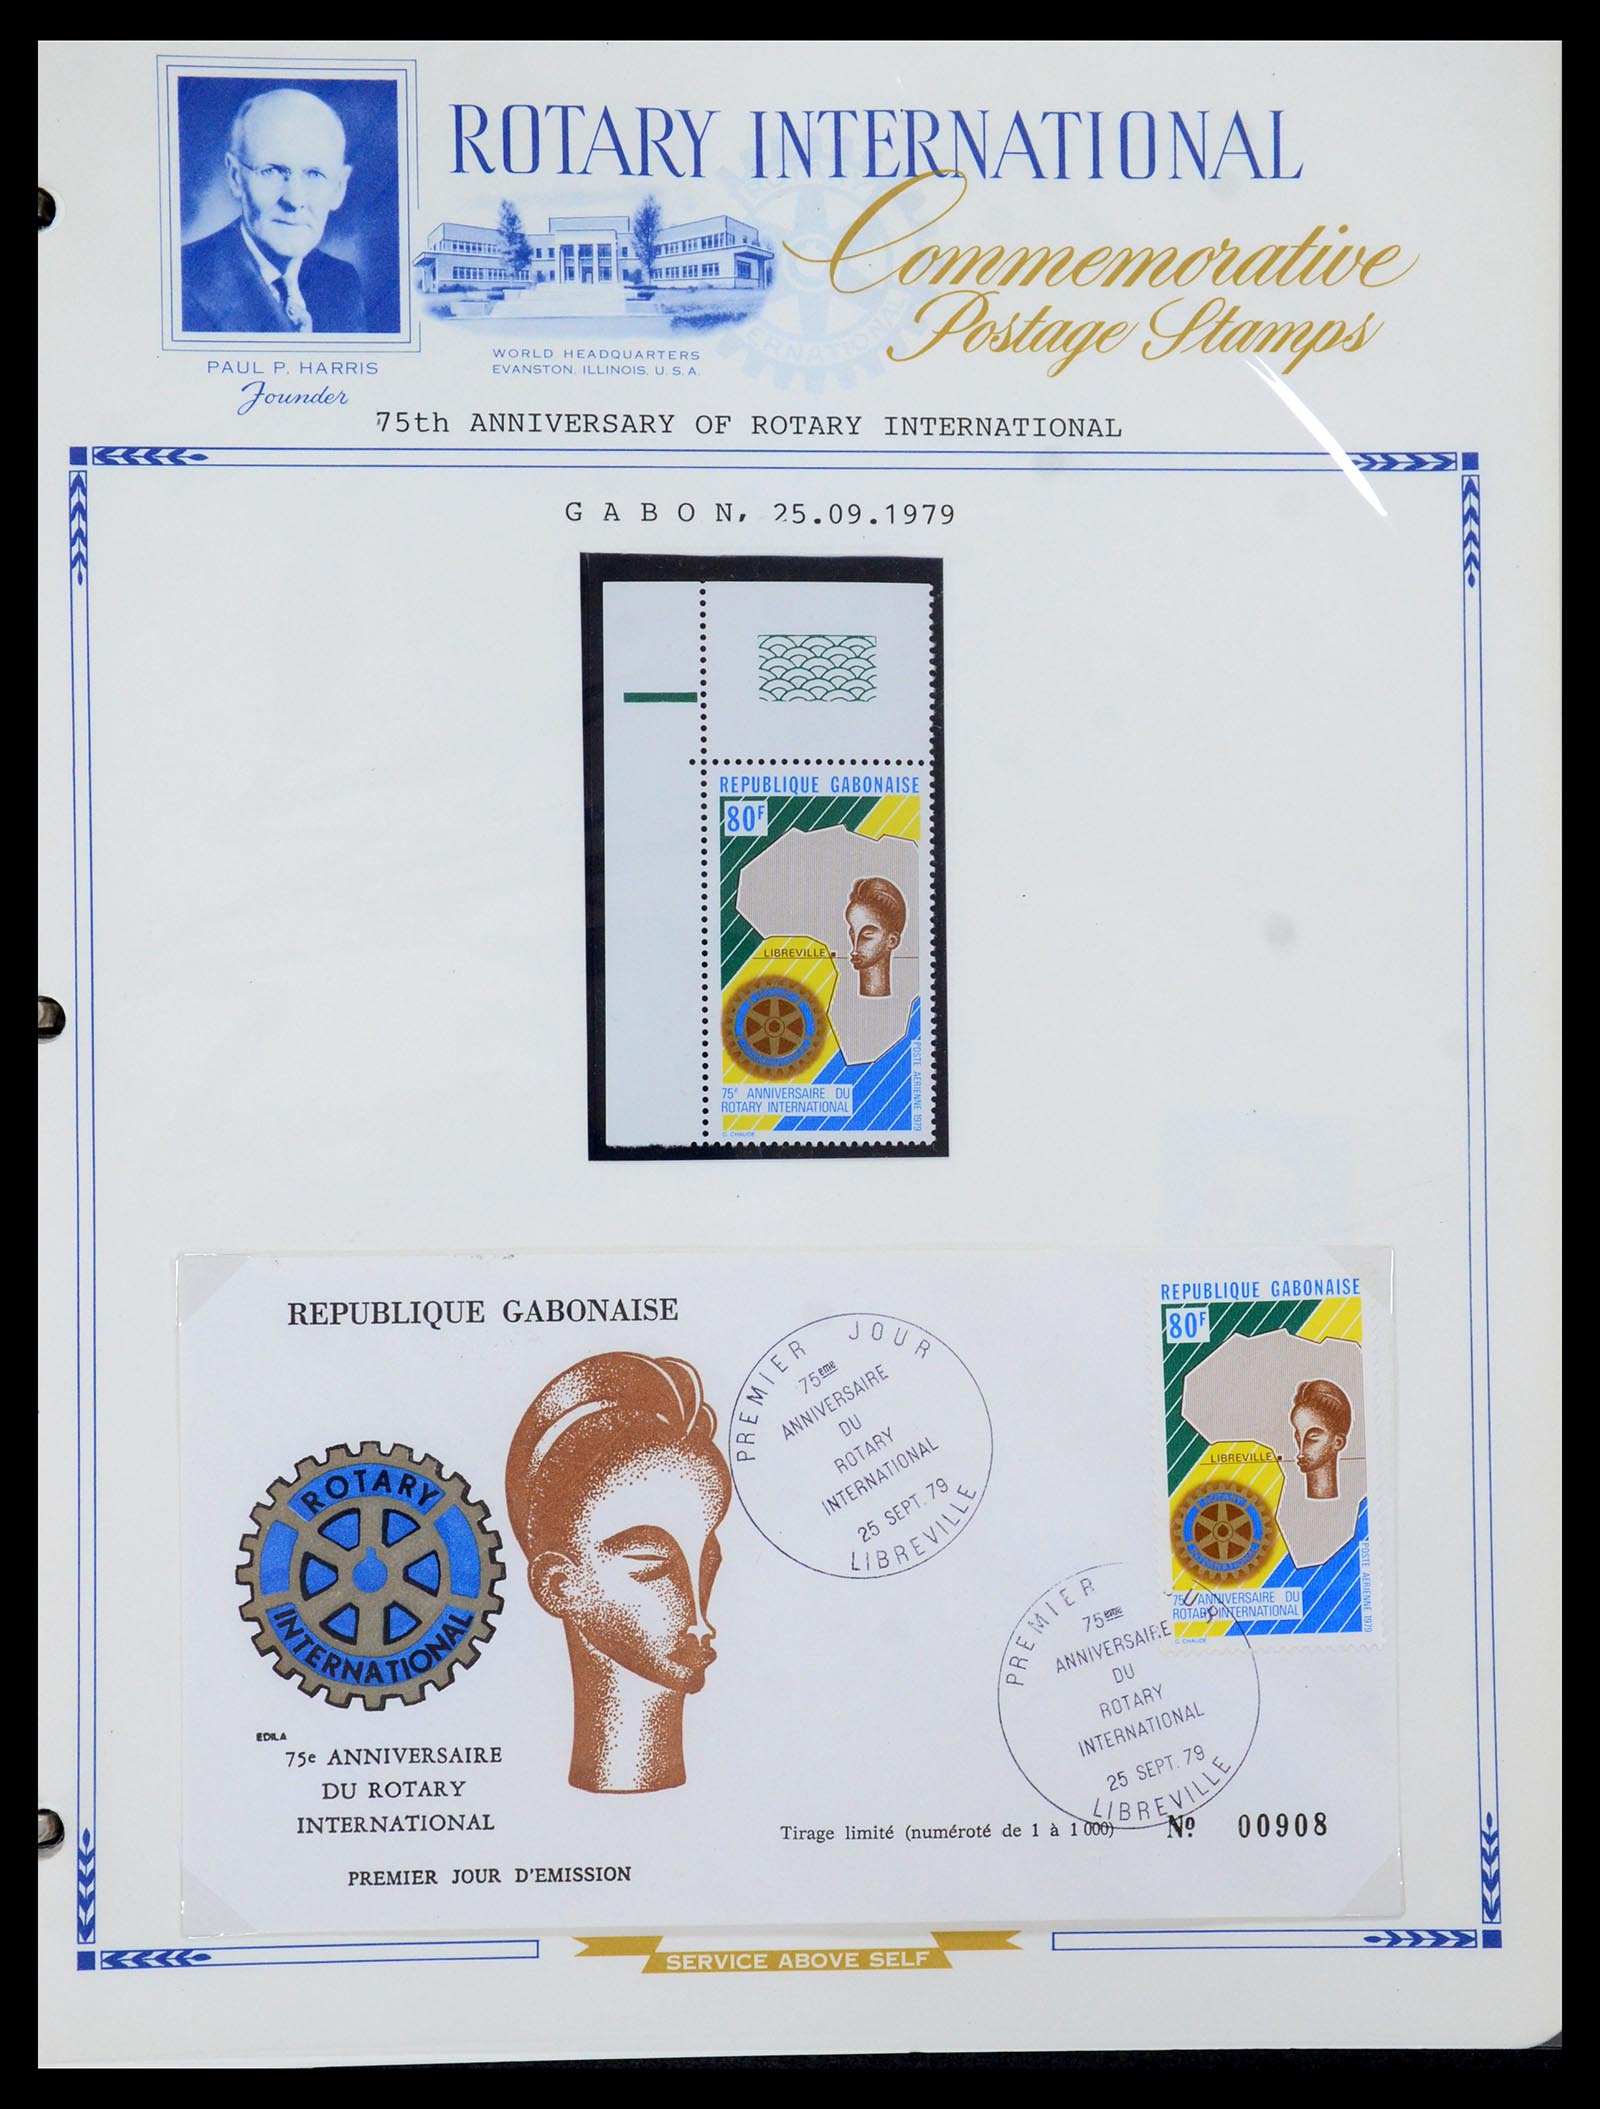 ROTARY INTERNATIONAL
Commemorative
Postage Stamps
PAUL P. HARRIS
Founder
WORLD HEADQUARTERS
EVANSTON, ILLINOIS, U.S.A.
75th ANNIVERSARY OF ROTARY INTERNATIONAL
G A B O N, 25.09.1979
REPUBLIQUE GABONAISE
80F
LIBREVILLE
75e ANNIVERSAIRE DU
ROTARY INTERNATIONAL
POSTE AERIENNE 1979
G. CHAUDE
REPUBLIQUE GABONAISE
ROTARY
INTERNATIONAL
EDILA
75e ANNIVERSAIRE
DU ROTARY
INTERNATIONAL
PREMIER JOUR D'EMISSION
PREMIER JOUR
75eme
ANNIVERSAIRE
DU
ROTARY
INTERNATIONAL
25 SEPT. 79
LIBREVILLE
REPUBLIQUE GABONAISE
80F
LIBREVILLE
ROTARY
INTERNATIONAL
75e ANNIVERSAIRE DU
ROTARY INTERNATIONAL
POSTE AERIENNE 1979
G. CHAUDE
PREMIER
75eme
ANNIVERSAIRE
DU
ROTARY
INTERNATIONAL
25 SEPT. 79
LIBREVILLE
Tirage limité (numéroté de 1 à 1 000) No 00908
SERVICE ABOVE SELF